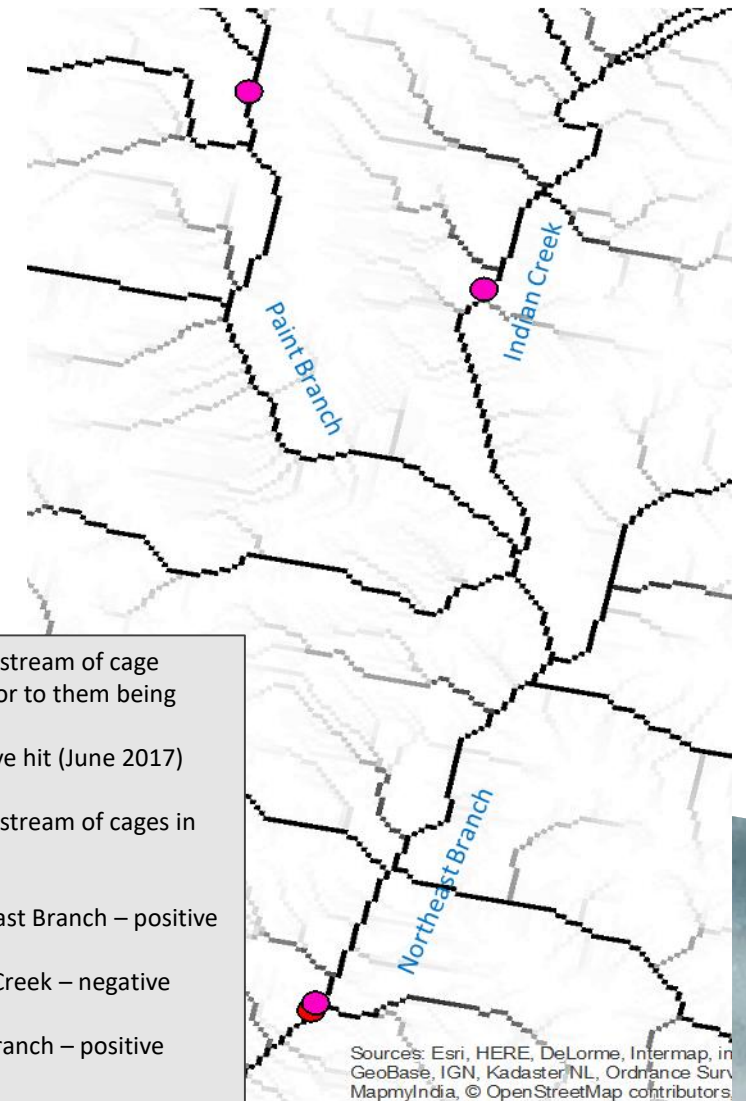 Paint Branch
Indian Creek
stream of cage
or to them being
ve hit (June 2017)
stream of cages in
ast Branch – positive
Creek – negative
ranch – positive
Northeast Branch
Sources: Esri, HERE, DeLorme, Intermap, in
GeoBase, IGN, Kadaster NL, Ordnance Surv
MapmyIndia, © OpenStreetMap contributors,